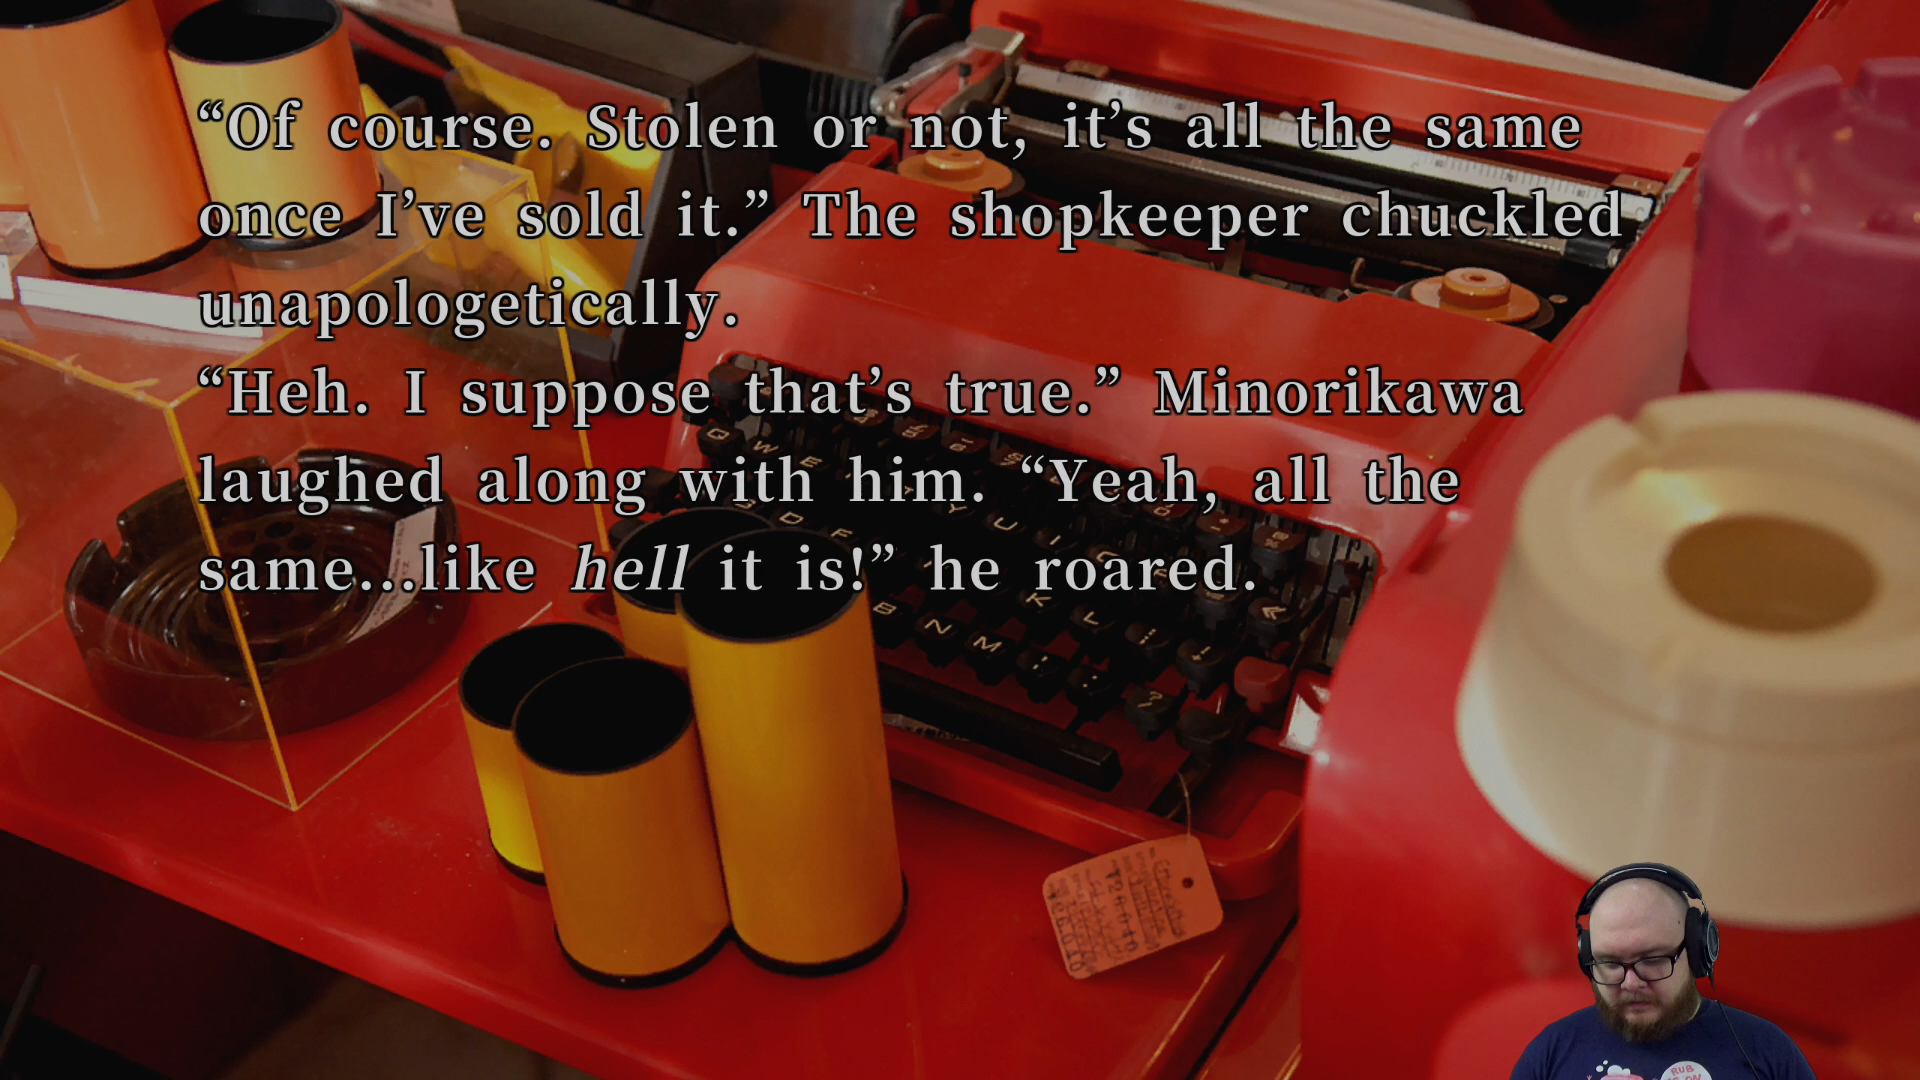 “Of course. Stolen or not, it’s all the same
once I’ve sold it.” The shopkeeper chuckled
unapologetically.
“Heh. I suppose that’s true.” Minorikawa
laughed along with him. “Yeah, all the
same...like hell it is!” he roared.
Q W E
D F
Y U I
K L
B N M
RUB